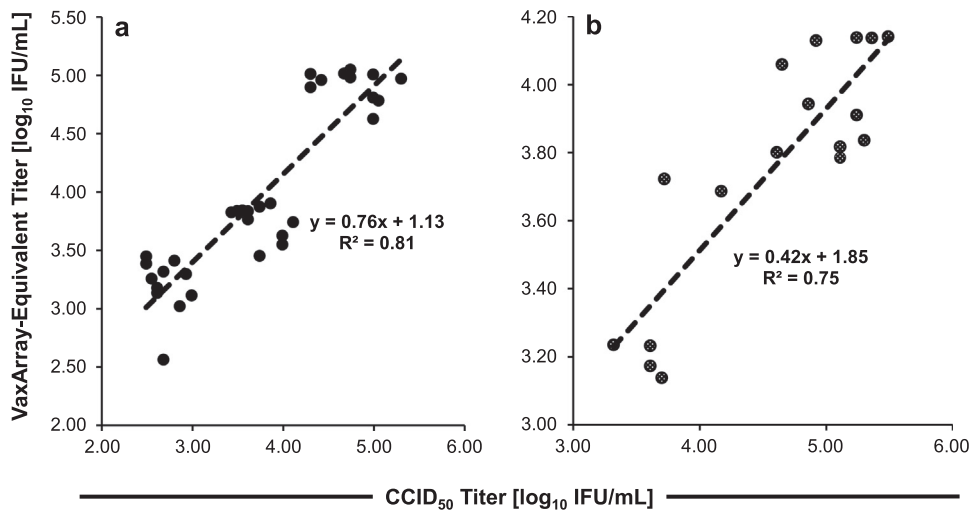 VaxArray-Equivalent Titer [log10 IFU/mL]
a
5.50
5.00
4.50
4.00
3.50
3.00
2.50
2.00
2.00 3.00 4.00 5.00 6.00
y = 0.76x + 1.13
R² = 0.81
b
4.20
4.00
3.80
3.60
3.40
3.20
3.00
3.00 4.00 5.00 6.00
y = 0.42x + 1.85
R² = 0.75
CCID50 Titer [log10 IFU/mL]